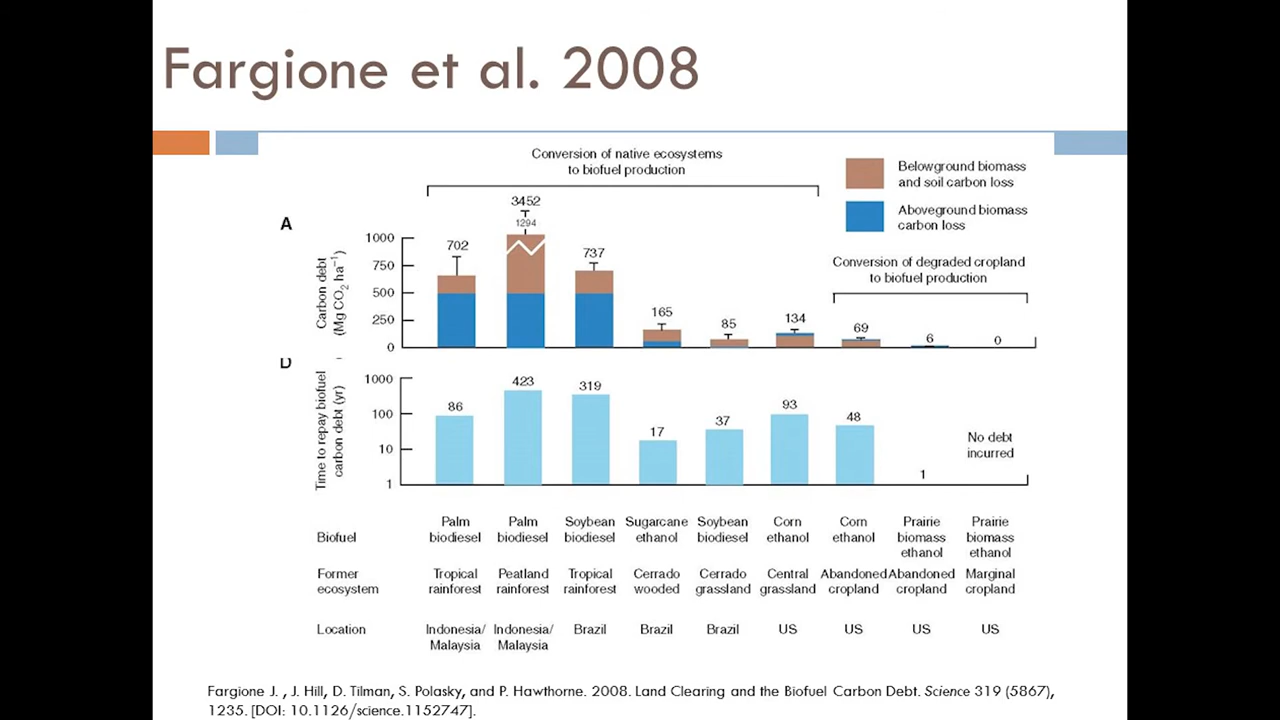 Fargione et al. 2008
Conversion of native ecosystems
to biofuel production
Belowground biomass
and soil carbon loss
Aboveground biomass
carbon loss
Conversion of degraded cropland
to biofuel production
A
Carbon debt
(Mg CO2 ha−1)
1000
750
500
250
0
702
3452
1294
737
165
85
134
69
6
0
D
Time to repay biofuel
carbon debt (yr)
1000
100
10
1
86
423
319
17
37
93
48
1
No debt
incurred
Biofuel
Palm
biodiesel
Palm
biodiesel
Soybean
biodiesel
Sugarcane
ethanol
Soybean
biodiesel
Corn
ethanol
Corn
ethanol
Prairie
biomass
ethanol
Prairie
biomass
ethanol
Former
ecosystem
Tropical
rainforest
Peatland
rainforest
Tropical
rainforest
Cerrado
wooded
Cerrado
grassland
Central
grassland
Abandoned
cropland
Abandoned
cropland
Marginal
cropland
Location
Indonesia/
Malaysia
Indonesia/
Malaysia
Brazil
Brazil
Brazil
US
US
US
US
Fargione J. , J. Hill, D. Tilman, S. Polasky, and P. Hawthorne. 2008. Land Clearing and the Biofuel Carbon Debt. Science 319 (5867),
1235. [DOI: 10.1126/science.1152747].